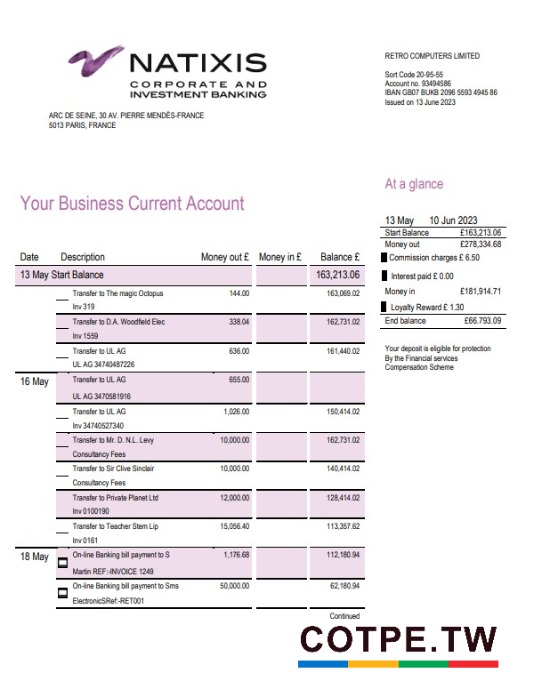 NATIXIS
CORPORATE AND
INVESTMENT BANKING
ARC DE SEINE, 30 AV. PIERRE MENDÈS-FRANCE
5013 PARIS, FRANCE
RETRO COMPUTERS LIMITED
Sort Code 20-95-55
Account no. 93494586
IBAN GB07 BUKB 2096 5593 4945 86
Issued on 13 June 2023
At a glance
13 May 10 Jun 2023
Start Balance £163,213.06
Money out £278,334.68
Commission charges £ 6.50
Interest paid £ 0.00
Money in £181,914.71
Loyalty Reward £ 1.30
End balance £66.793.09
Your deposit is eligible for protection
By the Financial services
Compensation Scheme
Your Business Current Account
Date Description Money out £ Money in £ Balance £
13 May Start Balance 163,213.06
Transfer to The magic Octopus 144.00 163,069.02
Inv 319
Transfer to D.A. Woodfield Elec 338.04 162,731.02
Inv 1559
Transfer to UL AG 636.00 161,440.02
UL AG 34740487226
16 May Transfer to UL AG 655.00
UL AG 3470581916
Transfer to UL AG 1,026.00 150,414.02
Inv 34740527340
Transfer to Mr. D. N.L. Levy 10,000.00 162,731.02
Consultancy Fees
Transfer to Sir Clive Sinclair 10,000.00 140,414.02
Consultancy Fees
Transfer to Private Planet Ltd 12,000.00 128,414.02
Inv 0100190
Transfer to Teacher Stem Lip 15,056.40 113,357.62
Inv 0161
18 May On-line Banking bill payment to S 1,176.68 112,180.94
Martin REF:-INVOICE 1249
On-line Banking bill payment to Sms 50,000.00 62,180.94
ElectronicSRef:-RET001
Continued
COTPE.TW